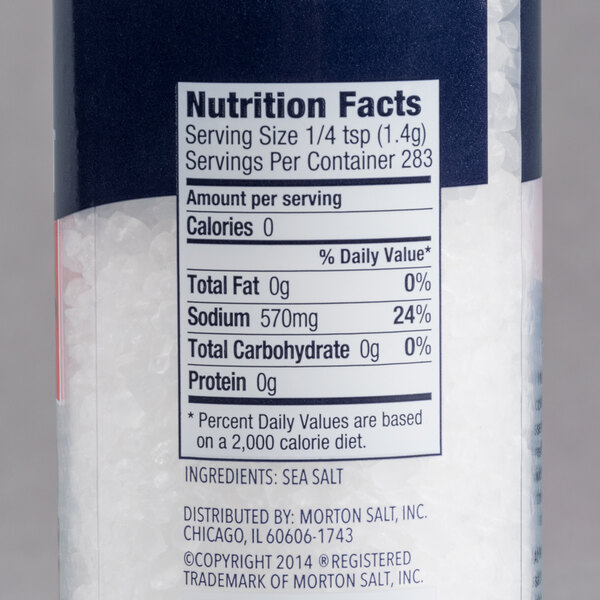 Nutrition Facts
Serving Size 1/4 tsp (1.4g)
Servings Per Container 283
Amount per serving
Calories 0
% Daily Value*
Total Fat 0g 0%
Sodium 570mg 24%
Total Carbohydrate 0g 0%
Protein 0g
* Percent Daily Values are based
on a 2,000 calorie diet.
INGREDIENTS: SEA SALT
DISTRIBUTED BY: MORTON SALT, INC.
CHICAGO, IL 60606-1743
©COPYRIGHT 2014 ®REGISTERED
TRADEMARK OF MORTON SALT, INC.